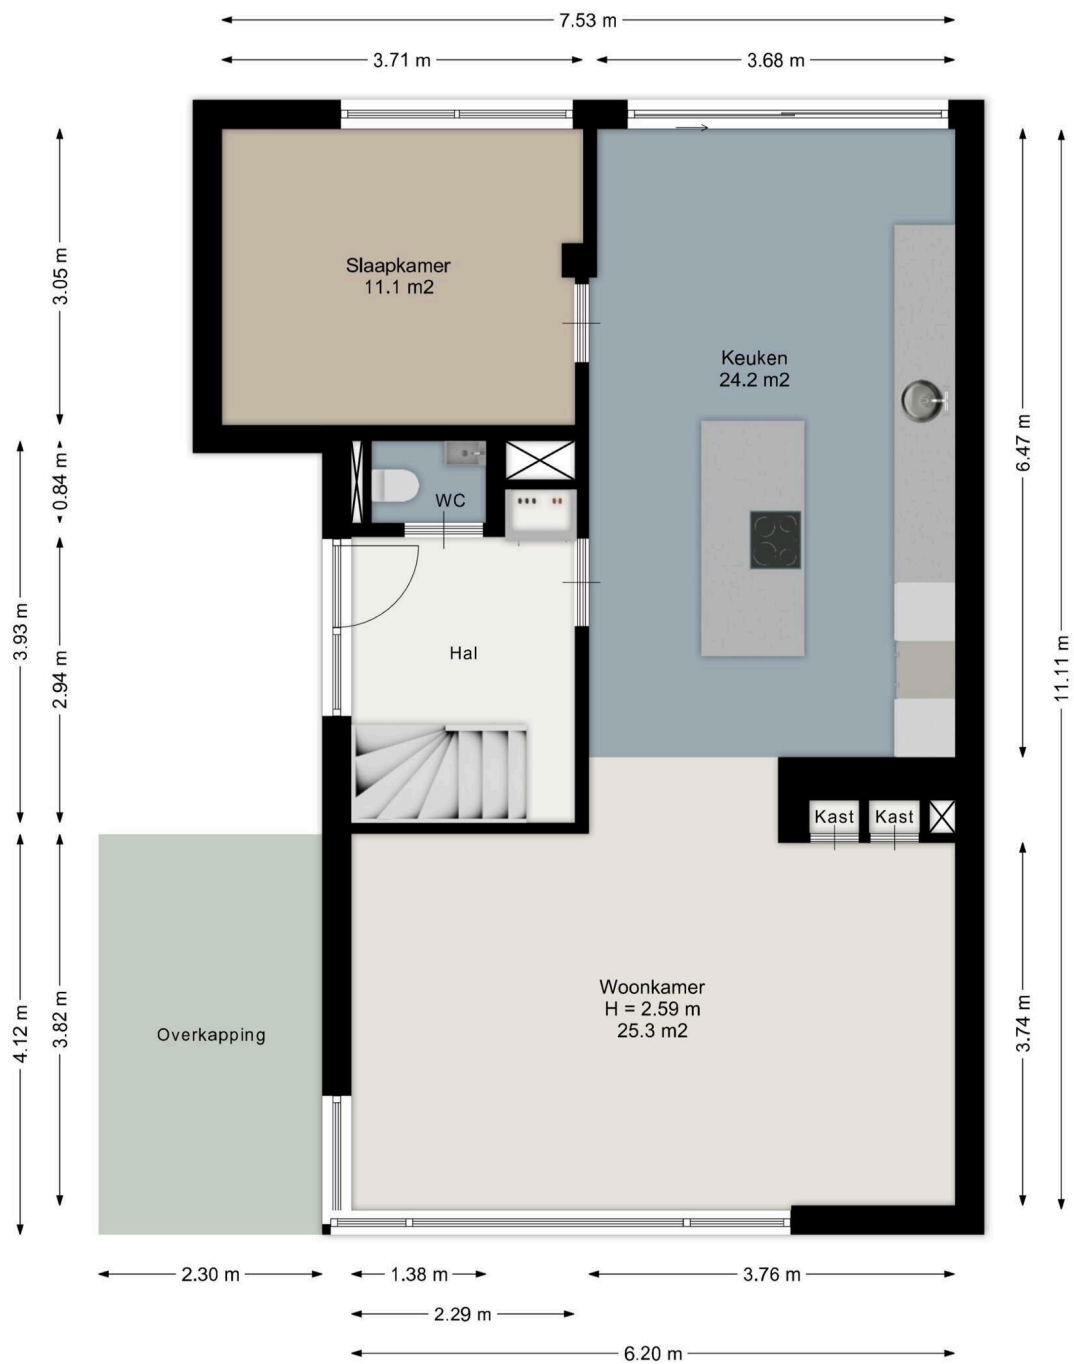 7.53 m
3.71 m
3.68 m
3.05 m
Slaapkamer
11.1 m2
Keuken
24.2 m2
6.47 m
11.11 m
0.84 m
WC
3.93 m
2.94 m
Hal
Kast
Kast
4.12 m
3.82 m
Overkapping
Woonkamer
H = 2.59 m
25.3 m2
3.74 m
2.30 m
1.38 m
3.76 m
2.29 m
6.20 m